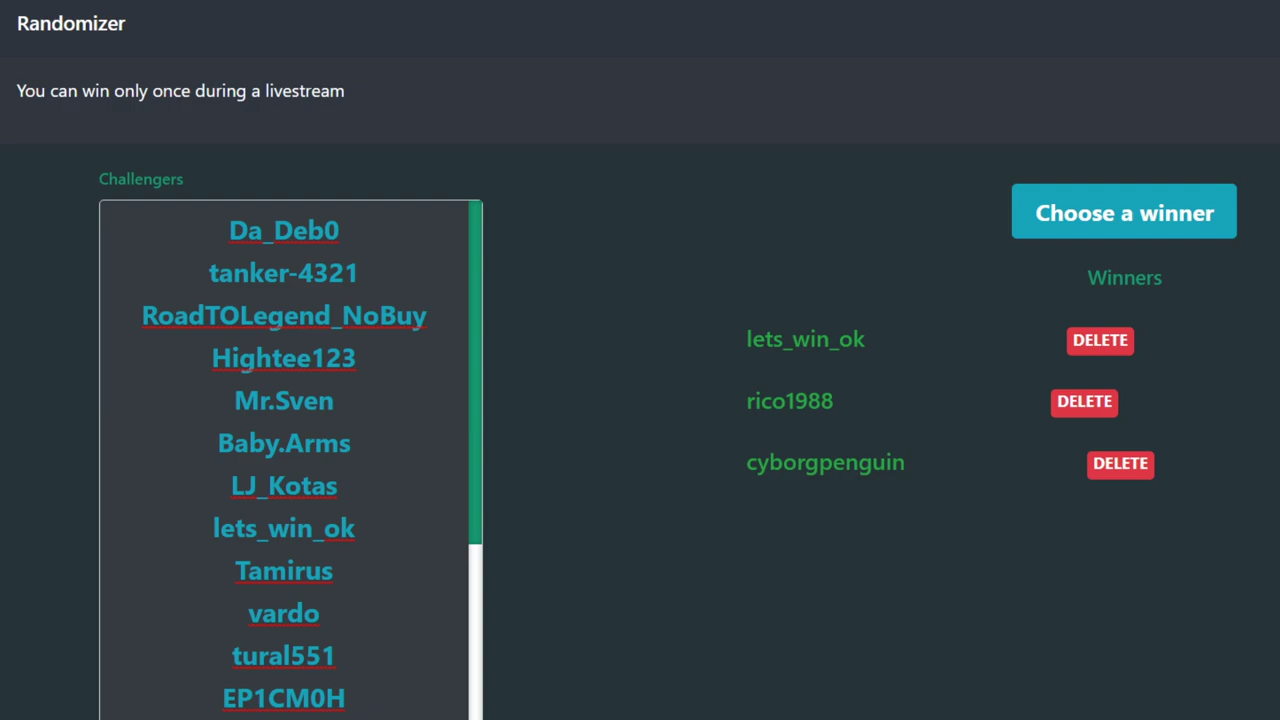 Randomizer
You can win only once during a livestream
Challengers
Da_Deb0
tanker-4321
RoadTOLegend_NoBuy
Hightee123
Mr.Sven
Baby.Arms
LJ_Kotas
lets_win_ok
Tamirus
vardo
tural551
EP1CM0H
Choose a winner
Winners
lets_win_ok DELETE
rico1988 DELETE
cyborgpenguin DELETE